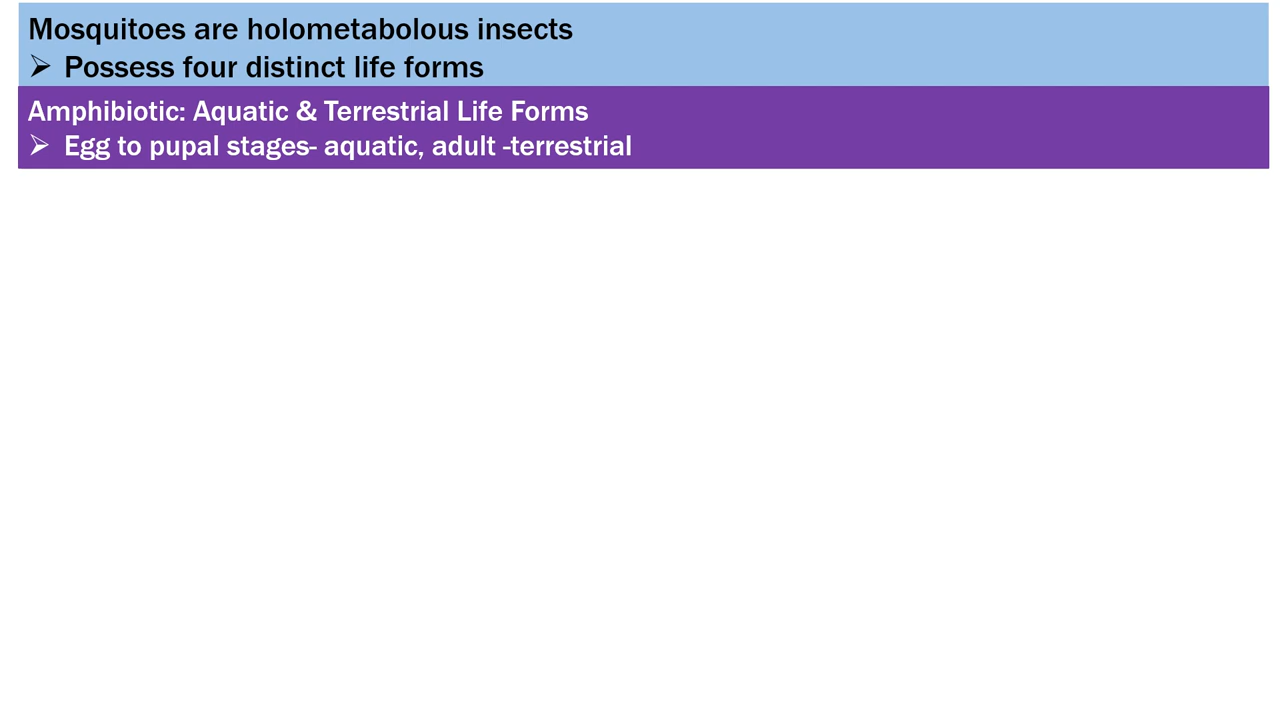 Mosquitoes are holometabolous insects
➢ Possess four distinct life forms
Amphibiotic: Aquatic & Terrestrial Life Forms
➢ Egg to pupal stages- aquatic, adult -terrestrial